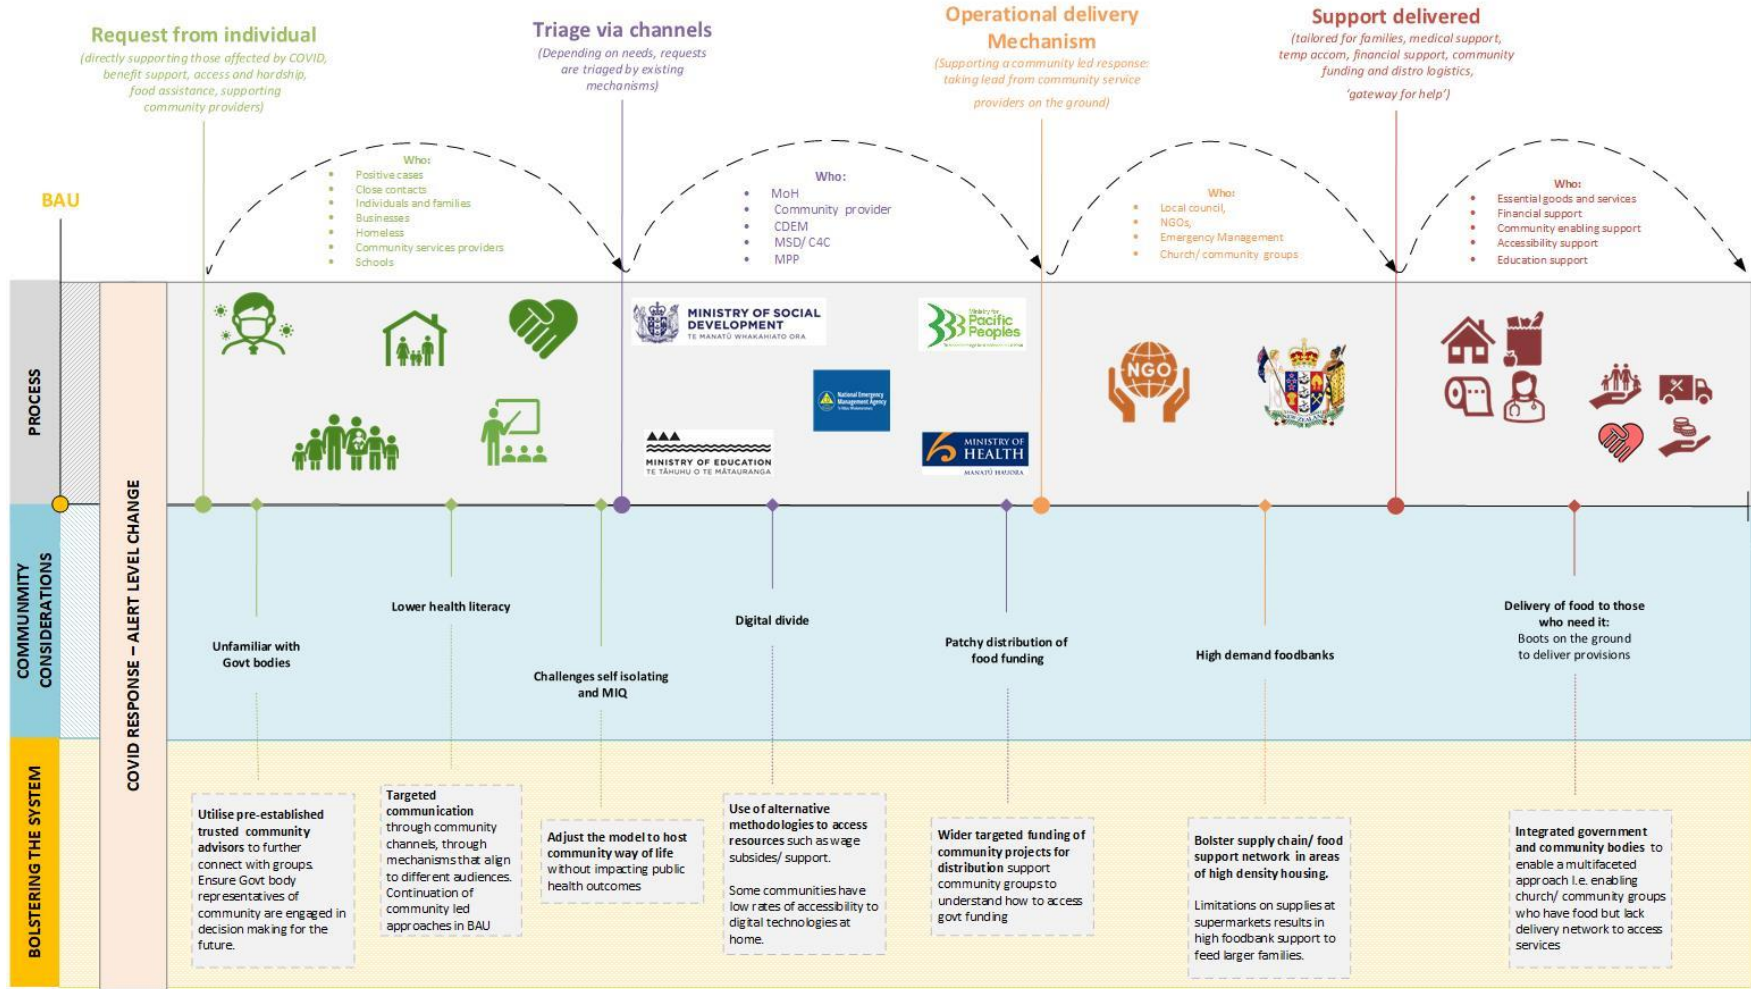 Request from individual
(directly supporting those affected by COVID,
benefit support, access and hardship,
food assistance, supporting
community providers)
Triage via channels
(Depending on needs, requests
are triaged by existing
mechanisms)
Operational delivery
Mechanism
(Supporting a community led response:
taking lead from community service
providers on the ground)
Support delivered
(tailored for families, medical support,
temp accom, financial support, community
funding and distro logistics,
'gateway for help')
BAU
Who:
Positive cases
Close contacts
Individuals and families
Businesses
Homeless
Community services providers
Schools
Who:
MoH
Community provider
CDEM
MSD/ C4C
MPP
Who:
Local council,
NGOs,
Emergency Management
Church/ community groups
Who:
Essential goods and services
Financial support
Community enabling support
Accessibility support
Education support
PROCESS
COVID RESPONSE – ALERT LEVEL CHANGE
MINISTRY OF SOCIAL
DEVELOPMENT
TE MANATŪ WHAKAHIATO ORA
Ministry for
Pacific
Peoples
National Emergency
Management Agency
MINISTRY OF EDUCATION
TE TĀHUHU O TE MĀTAURANGA
MINISTRY OF
HEALTH
MANATŪ HAUORA
NGO
NEW ZEALAND
COMMUNMITY
CONSIDERATIONS
Unfamiliar with
Govt bodies
Lower health literacy
Challenges self isolating
and MIQ
Digital divide
Patchy distribution of
food funding
High demand foodbanks
Delivery of food to those
who need it:
Boots on the ground
to deliver provisions
BOLSTERING THE SYSTEM
Utilise pre-established
trusted community
advisors to further
connect with groups.
Ensure Govt body
representatives of
community are engaged in
decision making for the
future.
Targeted
communication
through community
channels, through
mechanisms that align
to different audiences.
Continuation of
community led
approaches in BAU
Adjust the model to host
community way of life
without impacting public
health outcomes
Use of alternative
methodologies to access
resources such as wage
subsides/ support.
Some communities have
low rates of accessibility to
digital technologies at
home.
Wider targeted funding of
community projects for
distribution support
community groups to
understand how to access
govt funding
Bolster supply chain/ food
support network in areas
of high density housing.
Limitations on supplies at
supermarkets results in
high foodbank support to
feed larger families.
Integrated government
and community bodies to
enable a multifaceted
approach I.e. enabling
church/ community groups
who have food but lack
delivery network to access
services